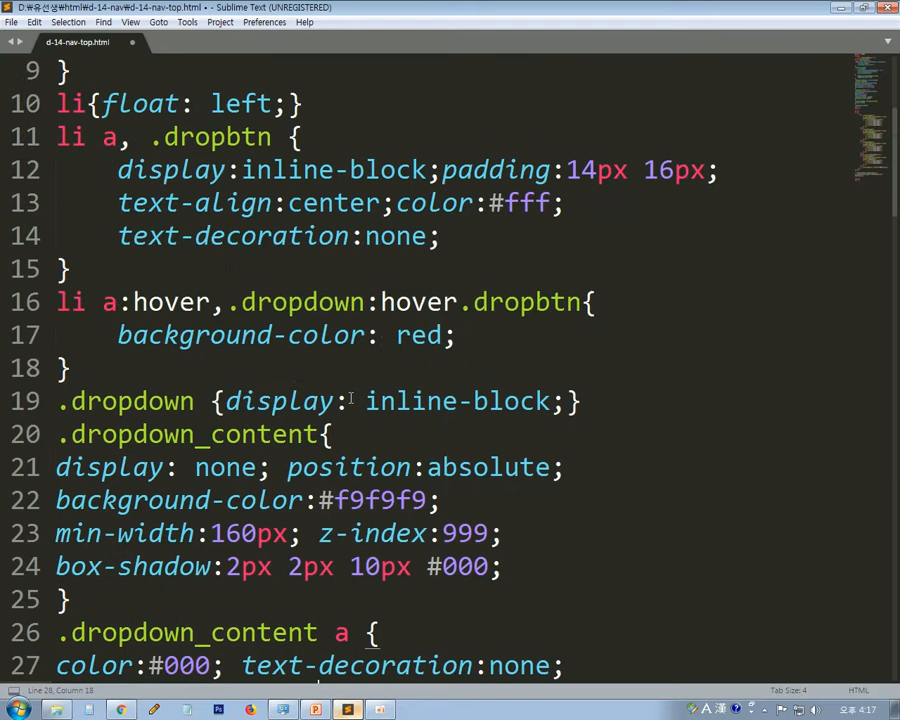 D:\유선생\html\d-14-nav\d-14-nav-top.html • - Sublime Text (UNREGISTERED)
File Edit Selection Find View Goto Tools Project Preferences Help
d-14-nav-top.html
9 }
10 li{float: left;}
11 li a, .dropbtn {
12 display:inline-block;padding:14px 16px;
13 text-align:center;color:#fff;
14 text-decoration:none;
15 }
16 li a:hover,.dropdown:hover.dropbtn{
17 background-color: red;
18 }
19 .dropdown {display: inline-block;}
20 .dropdown_content{
21 display: none; position:absolute;
22 background-color:#f9f9f9;
23 min-width:160px; z-index:999;
24 box-shadow:2px 2px 10px #000;
25 }
26 .dropdown_content a {
27 color:#000; text-decoration:none;
Line 28, Column 18 Tab Size: 4 HTML
A 漢 오후 4:17